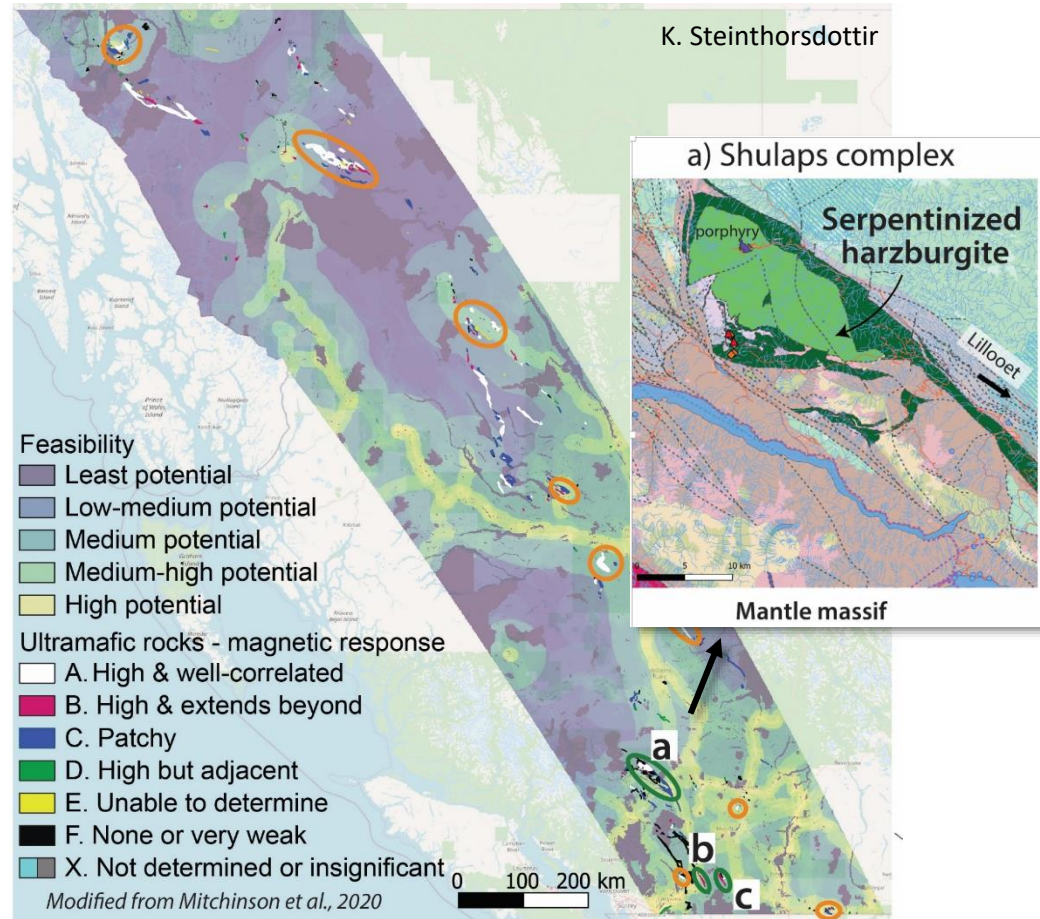 K. Steinthorsdottir
a) Shulaps complex
porphyry
Serpentinized
harzburgite
Lillooet
0 5 10 km
Mantle massif
Feasibility
Least potential
Low-medium potential
Medium potential
Medium-high potential
High potential
Ultramafic rocks - magnetic response
A. High & well-correlated
B. High & extends beyond
C. Patchy
D. High but adjacent
E. Unable to determine
F. None or very weak
X. Not determined or insignificant
Modified from Mitchinson et al., 2020
0 100 200 km
a
b
c